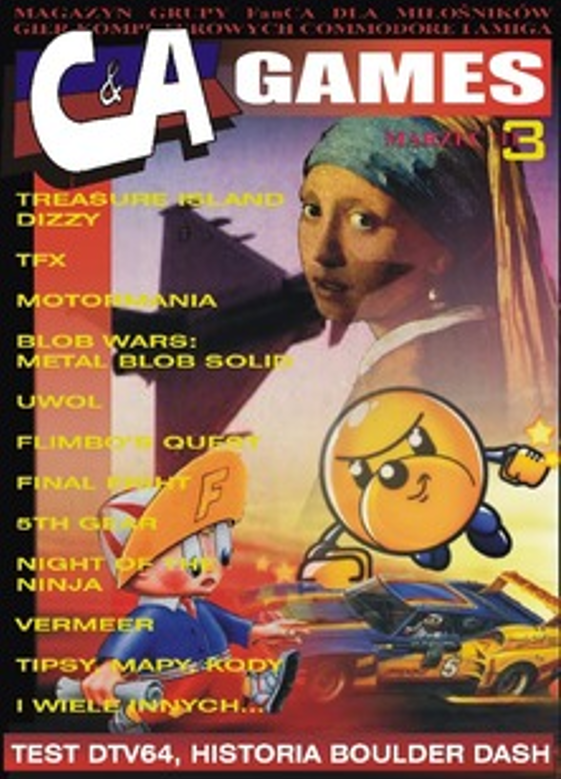 MAGAZYN GRUPY FanCA DLA MIŁOŚNIKÓW
GIER KOMPUTEROWYCH COMMODORE I AMIGA
C&A GAMES
MARZEC
3
TREASURE ISLAND
DIZZY
TFX
MOTORMANIA
BLOB WARS:
METAL BLOB SOLID
UWOL
FLIMBO'S QUEST
FINAL FIGHT
5TH GEAR
NIGHT OF THE
NINJA
VERMEER
TIPSY, MAPY, KODY
I WIELE INNYCH...
F
5
TEST DTV64, HISTORIA BOULDER DASH